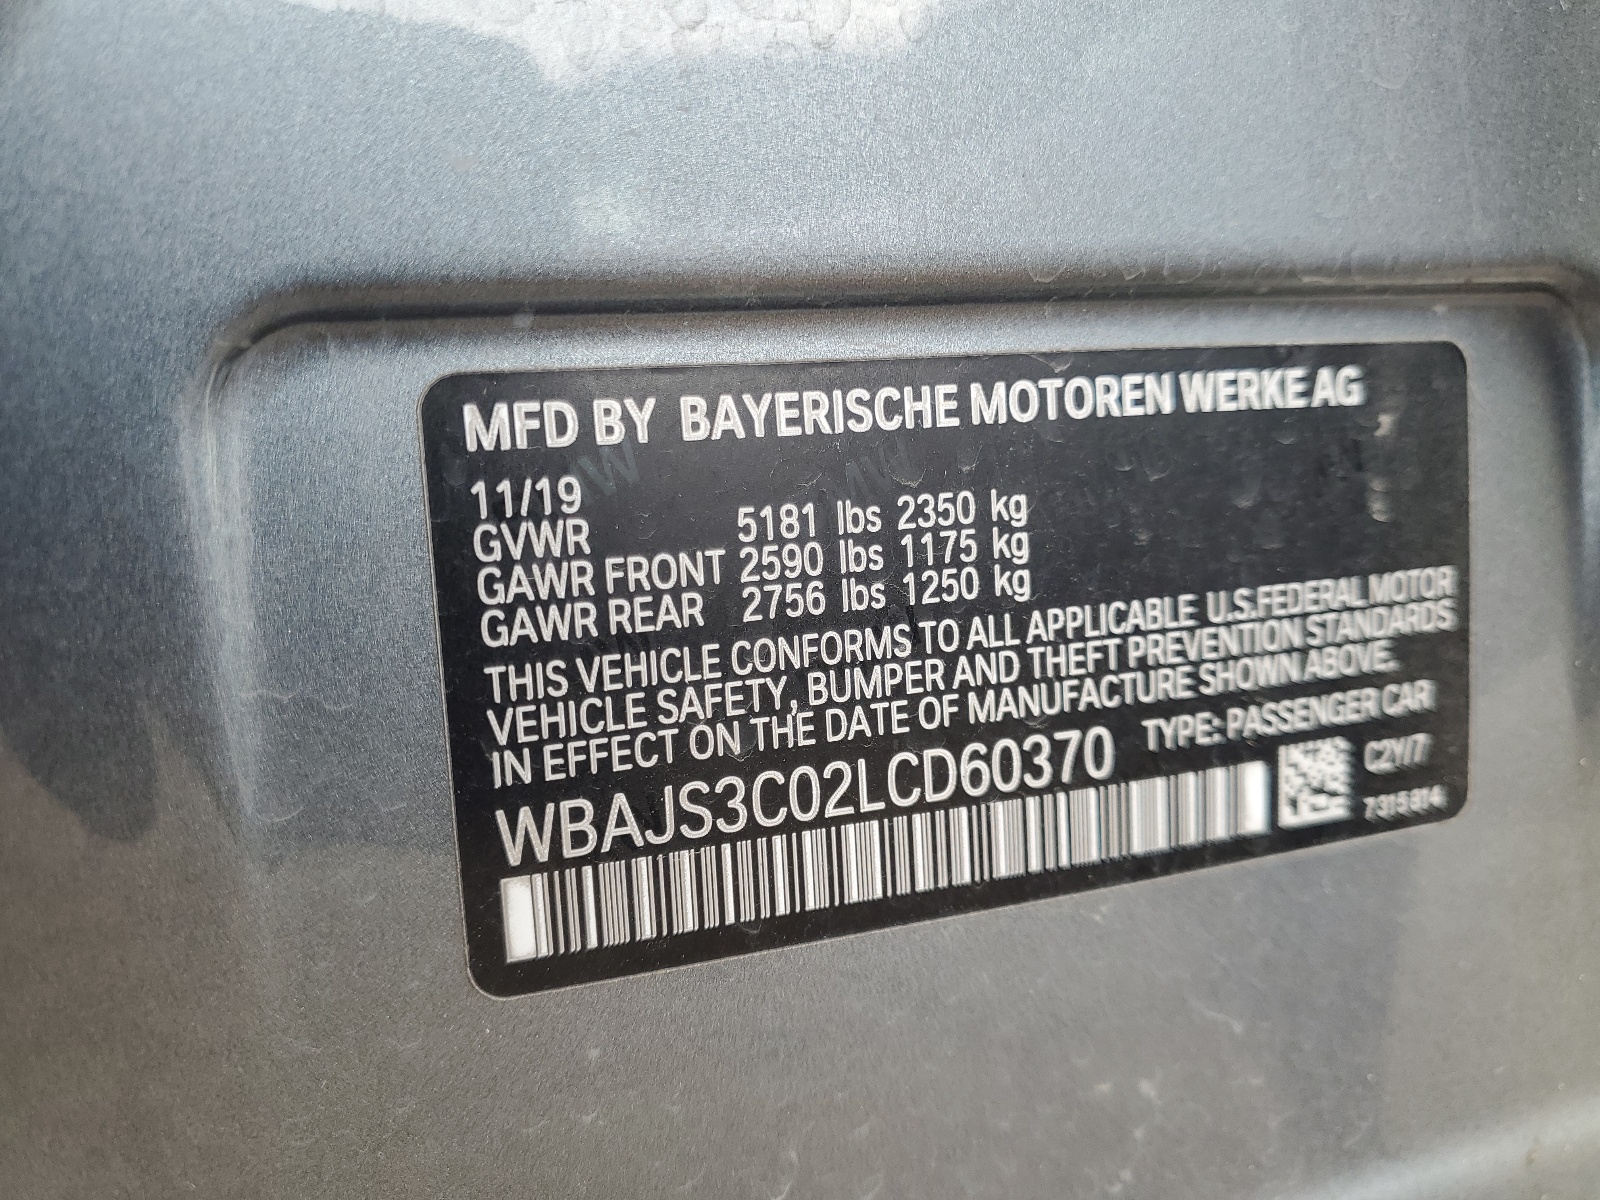 MFD BY BAYERISCHE MOTOREN WERKE AG
11/19
GVWR 5181 lbs 2350 kg
GAWR FRONT 2590 lbs 1175 kg
GAWR REAR 2756 lbs 1250 kg
THIS VEHICLE CONFORMS TO ALL APPLICABLE U.S.FEDERAL MOTOR
VEHICLE SAFETY, BUMPER AND THEFT PREVENTION STANDARDS
IN EFFECT ON THE DATE OF MANUFACTURE SHOWN ABOVE.
WBAJS3C02LCD60370 TYPE: PASSENGER CAR
C2Y/7
7315814